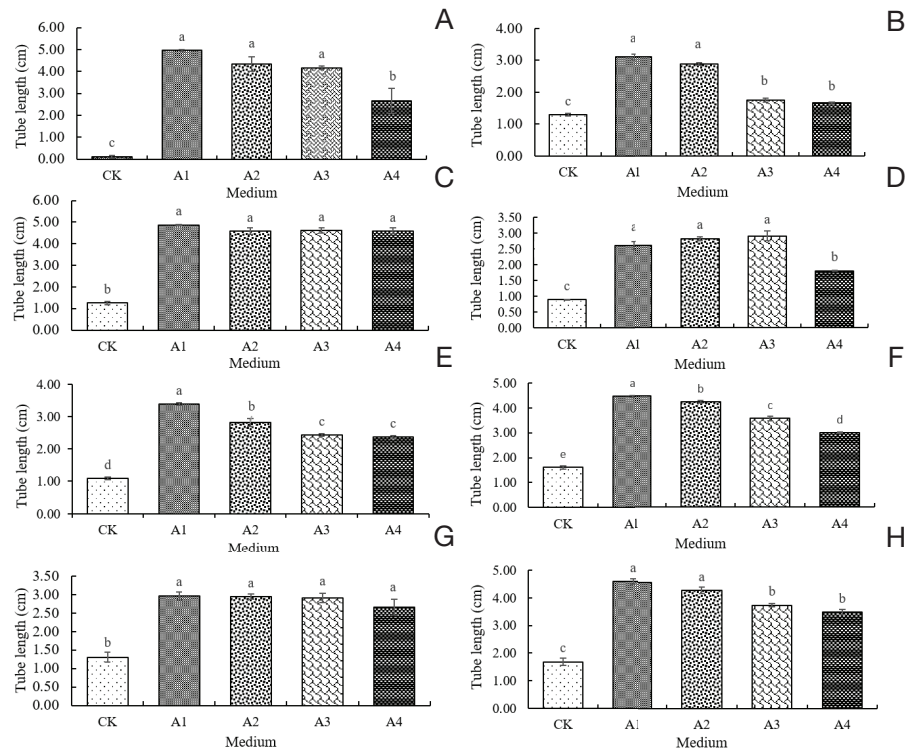 A
Tube length (cm)
6.00
5.00
4.00
3.00
2.00
1.00
0.00
c
a
a
a
b
CK A1 A2 A3 A4
Medium
B
Tube length (cm)
4.00
3.00
2.00
1.00
0.00
c
a
a
b
b
CK A1 A2 A3 A4
Medium
C
Tube length (cm)
6.00
5.00
4.00
3.00
2.00
1.00
0.00
b
a
a
a
a
CK A1 A2 A3 A4
Medium
D
Tube length (cm)
3.50
3.00
2.50
2.00
1.50
1.00
0.50
0.00
c
a
a
b
CK A1 A2 A3 A4
Medium
E
Tube length (cm)
4.00
3.00
2.00
1.00
0.00
d
a
b
c
c
CK A1 A2 A3 A4
Medium
F
Tube length (cm)
5.00
4.00
3.00
2.00
1.00
0.00
e
a
b
c
d
CK A1 A2 A3 A4
Medium
G
Tube length (cm)
3.50
3.00
2.50
2.00
1.50
1.00
0.50
0.00
b
a
a
a
a
CK A1 A2 A3 A4
Medium
H
Tube length (cm)
5.00
4.00
3.00
2.00
1.00
0.00
c
a
a
b
b
CK A1 A2 A3 A4
Medium